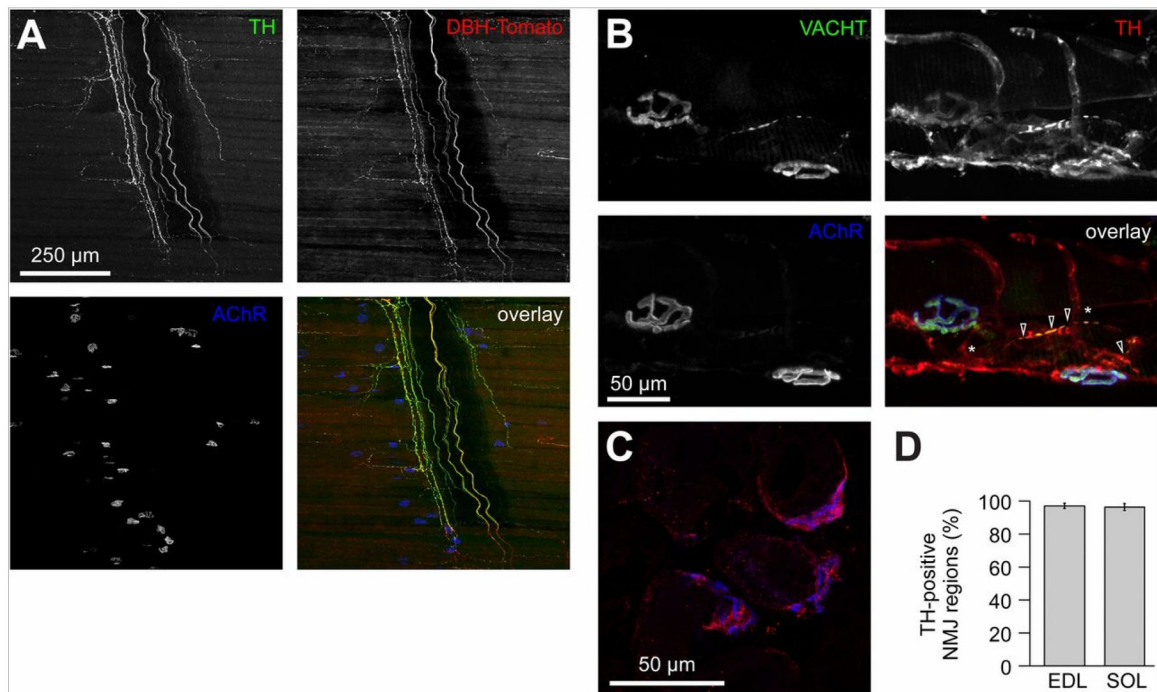 A
TH
DBH-Tomato
250 µm
AChR
overlay
B
VACHT
TH
AChR
overlay
50 µm
* *
C
50 µm
D
TH-positive
NMJ regions (%)
100
80
60
40
20
0
EDL SOL